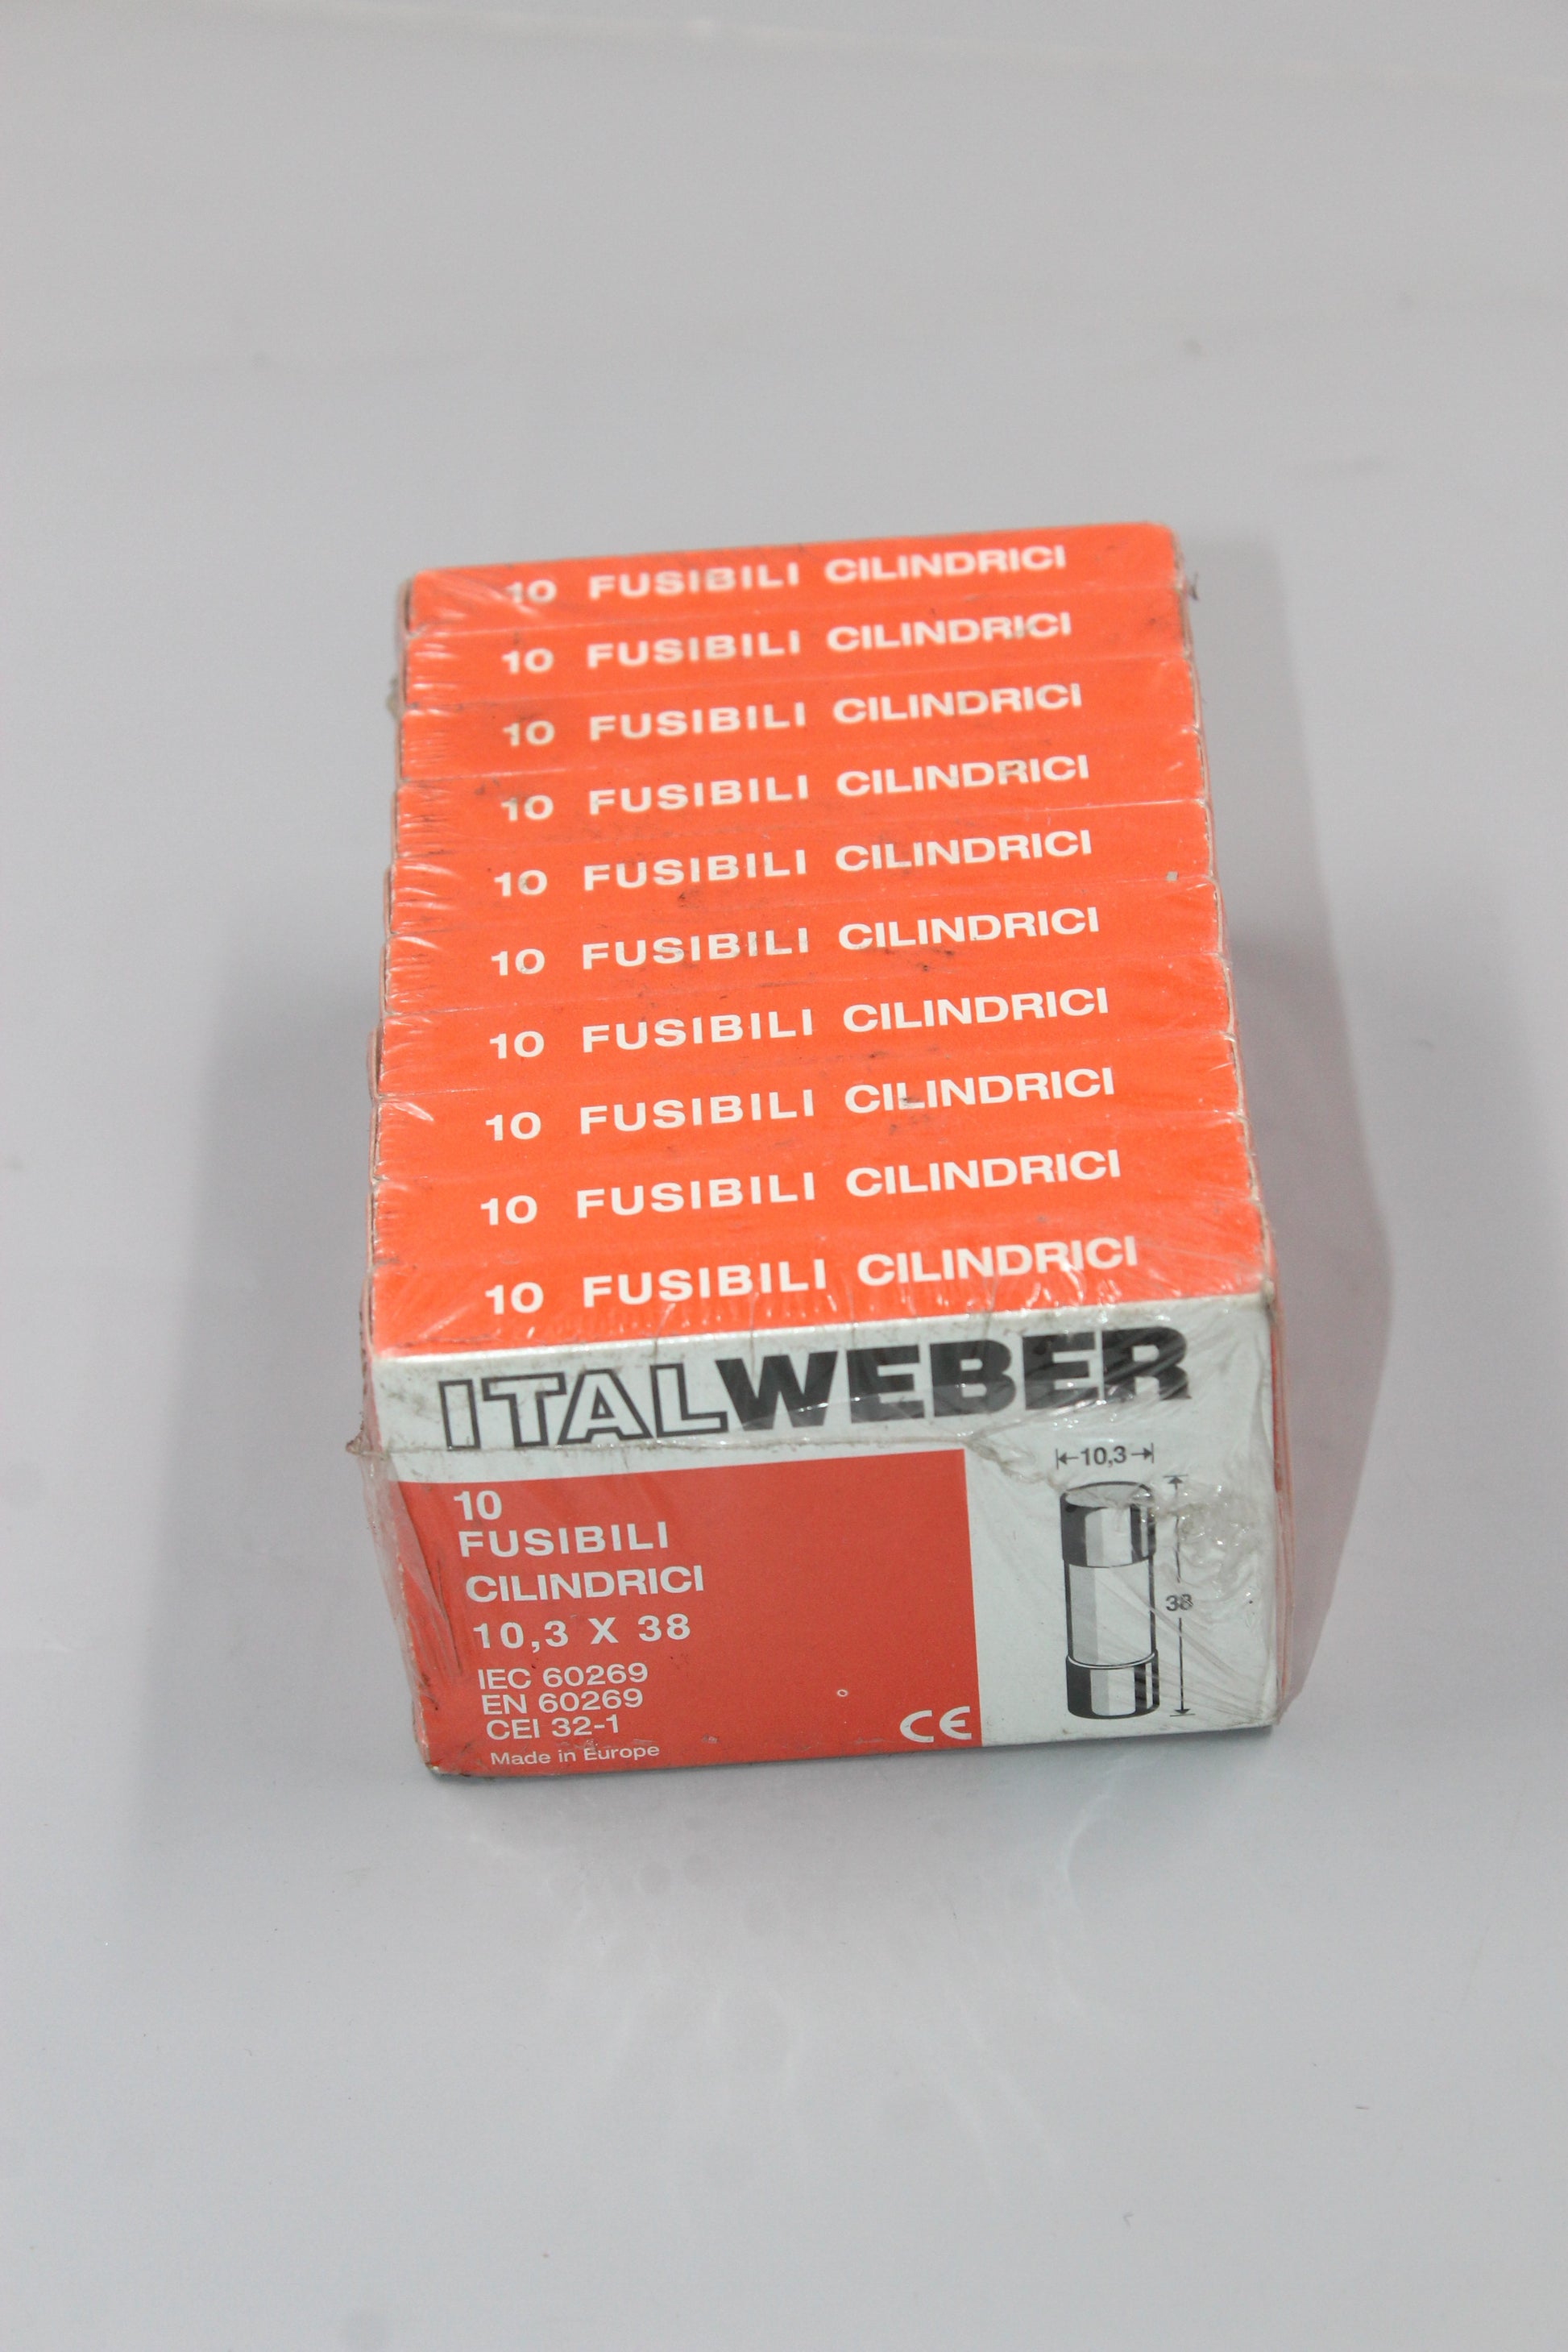 10 FUSIBILI CILINDRICI
10 FUSIBILI CILINDRICI
10 FUSIBILI CILINDRICI
10 FUSIBILI CILINDRICI
10 FUSIBILI CILINDRICI
10 FUSIBILI CILINDRICI
10 FUSIBILI CILINDRICI
10 FUSIBILI CILINDRICI
10 FUSIBILI CILINDRICI
10 FUSIBILI CILINDRICI
ITALWEBER
10
FUSIBILI
CILINDRICI
10,3 X 38
IEC 60269
EN 60269
CEI 32-1
Made in Europe
CE
10,3
38